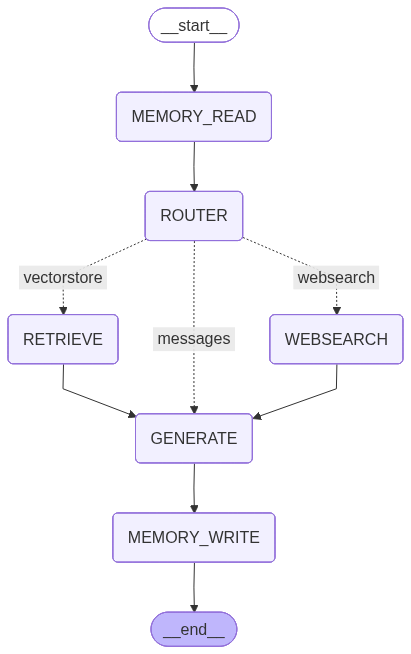 __start__
MEMORY_READ
ROUTER
vectorstore
websearch
messages
RETRIEVE
WEBSEARCH
GENERATE
MEMORY_WRITE
__end__